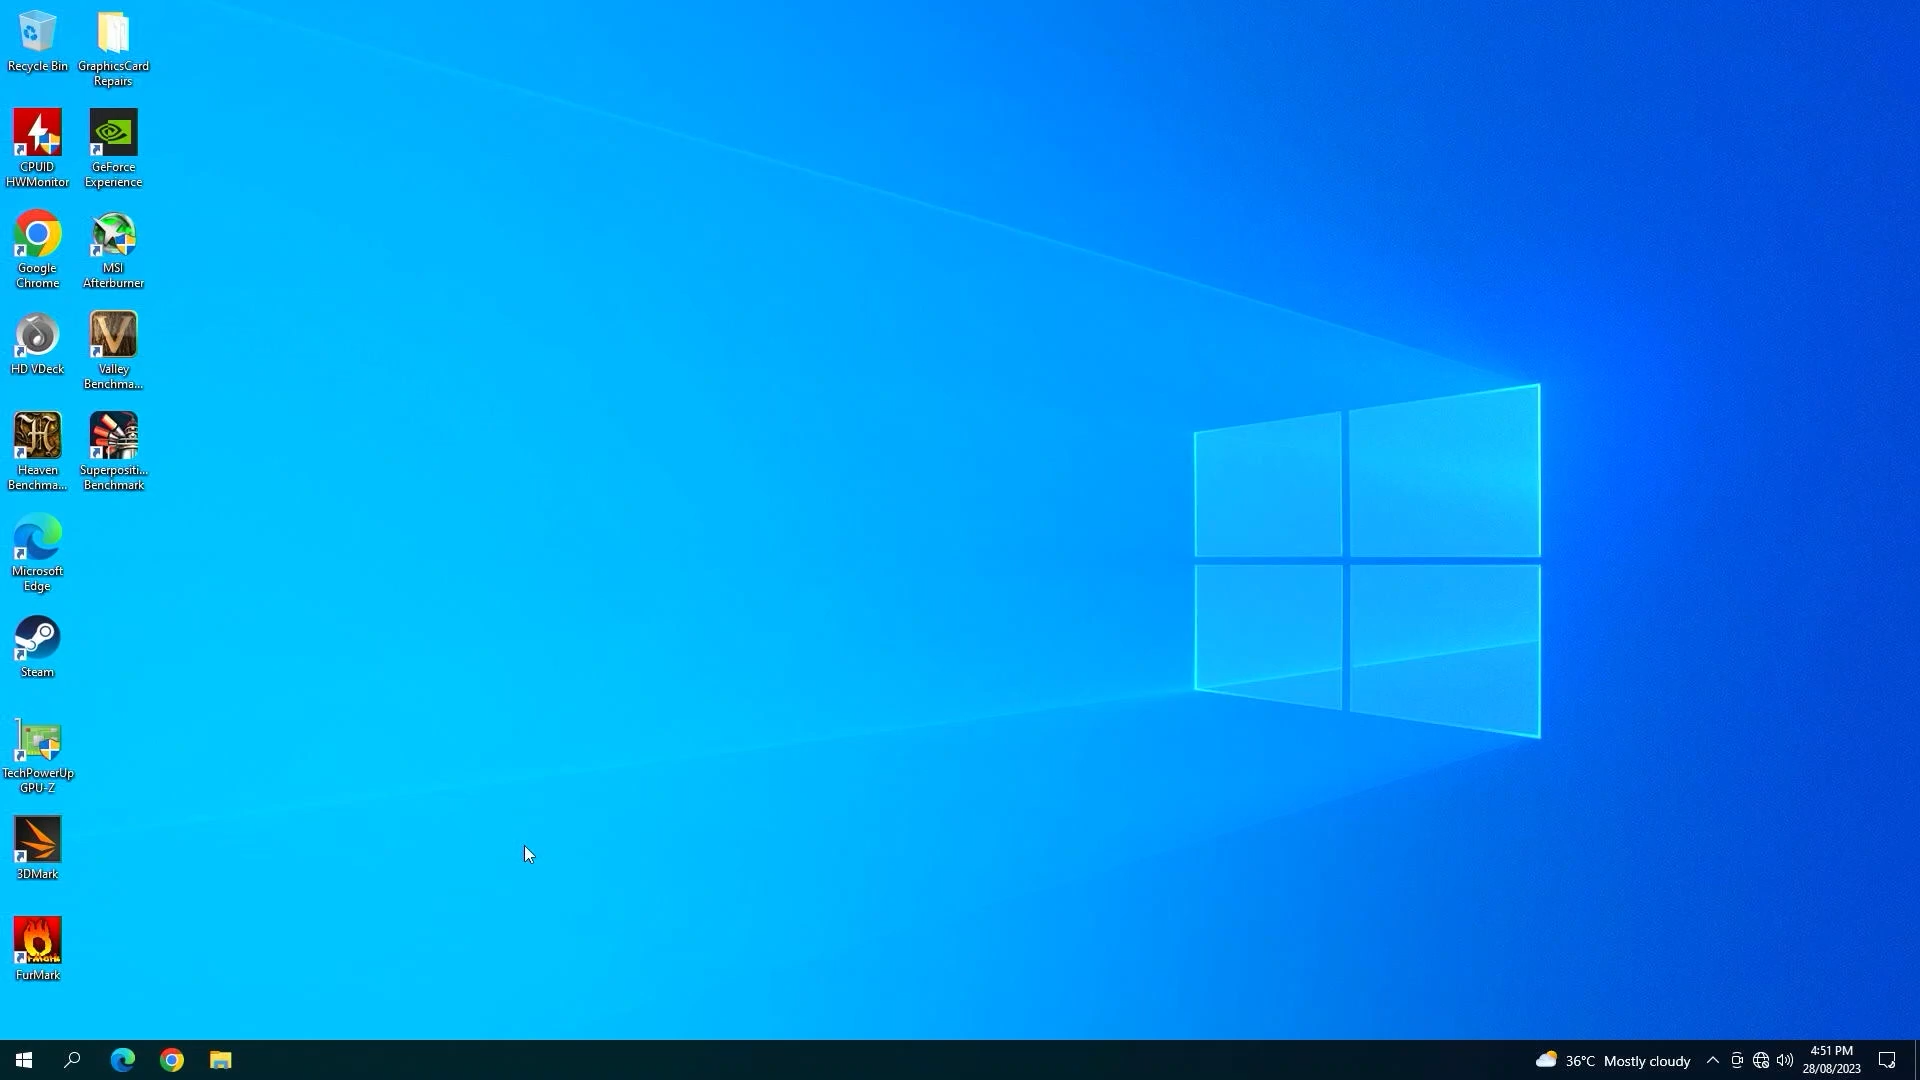 Recycle Bin
GraphicsCard
Repairs
CPUID
HWMonitor
GeForce
Experience
Google
Chrome
MSI
Afterburner
HD VDeck
Valley
Benchma...
Heaven
Benchma...
Superpositi...
Benchmark
Microsoft
Edge
Steam
TechPowerUp
GPU-Z
3DMark
FurMark
36°C Mostly cloudy
4:51 PM
28/08/2023